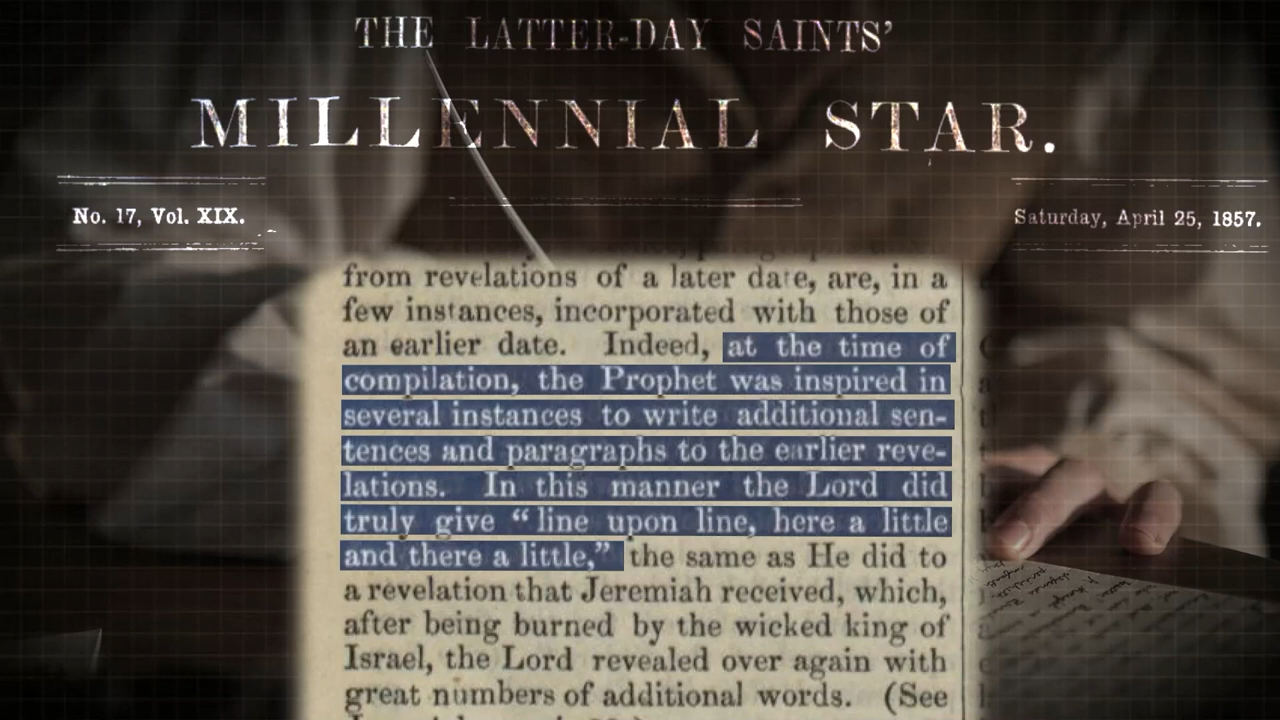 THE LATTER-DAY SAINTS’
MILLENNIAL STAR.
No. 17, Vol. XIX.
Saturday, April 25, 1857.
from revelations of a later date, are, in a
few instances, incorporated with those of
an earlier date. Indeed, at the time of
compilation, the Prophet was inspired in
several instances to write additional sen-
tences and paragraphs to the earlier reve-
lations. In this manner the Lord did
truly give “line upon line, here a little
and there a little,” the same as He did to
a revelation that Jeremiah received, which,
after being burned by the wicked king of
Israel, the Lord revealed over again with
great numbers of additional words. (See